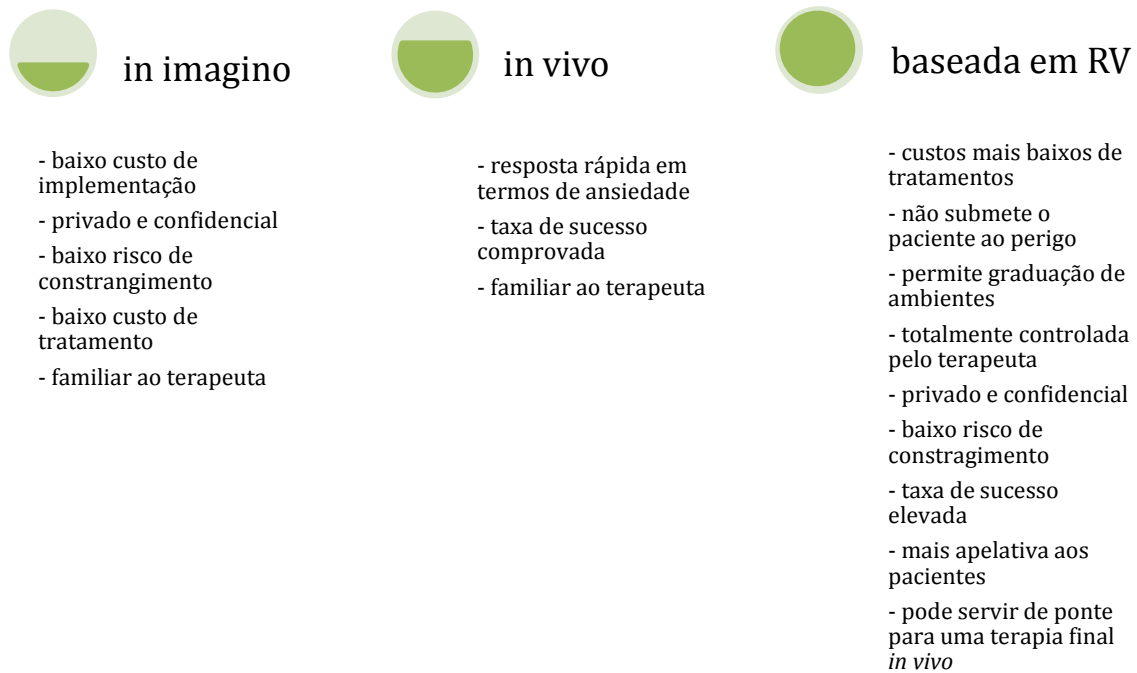 in imagino
- baixo custo de
implementação
- privado e confidencial
- baixo risco de
constrangimento
- baixo custo de
tratamento
- familiar ao terapeuta
in vivo
- resposta rápida em
termos de ansiedade
- taxa de sucesso
comprovada
- familiar ao terapeuta
baseada em RV
- custos mais baixos de
tratamentos
- não submete o
paciente ao perigo
- permite graduação de
ambientes
- totalmente controlada
pelo terapeuta
- privado e confidencial
- baixo risco de
constragimento
- taxa de sucesso
elevada
- mais apelativa aos
pacientes
- pode servir de ponte
para uma terapia final
in vivo